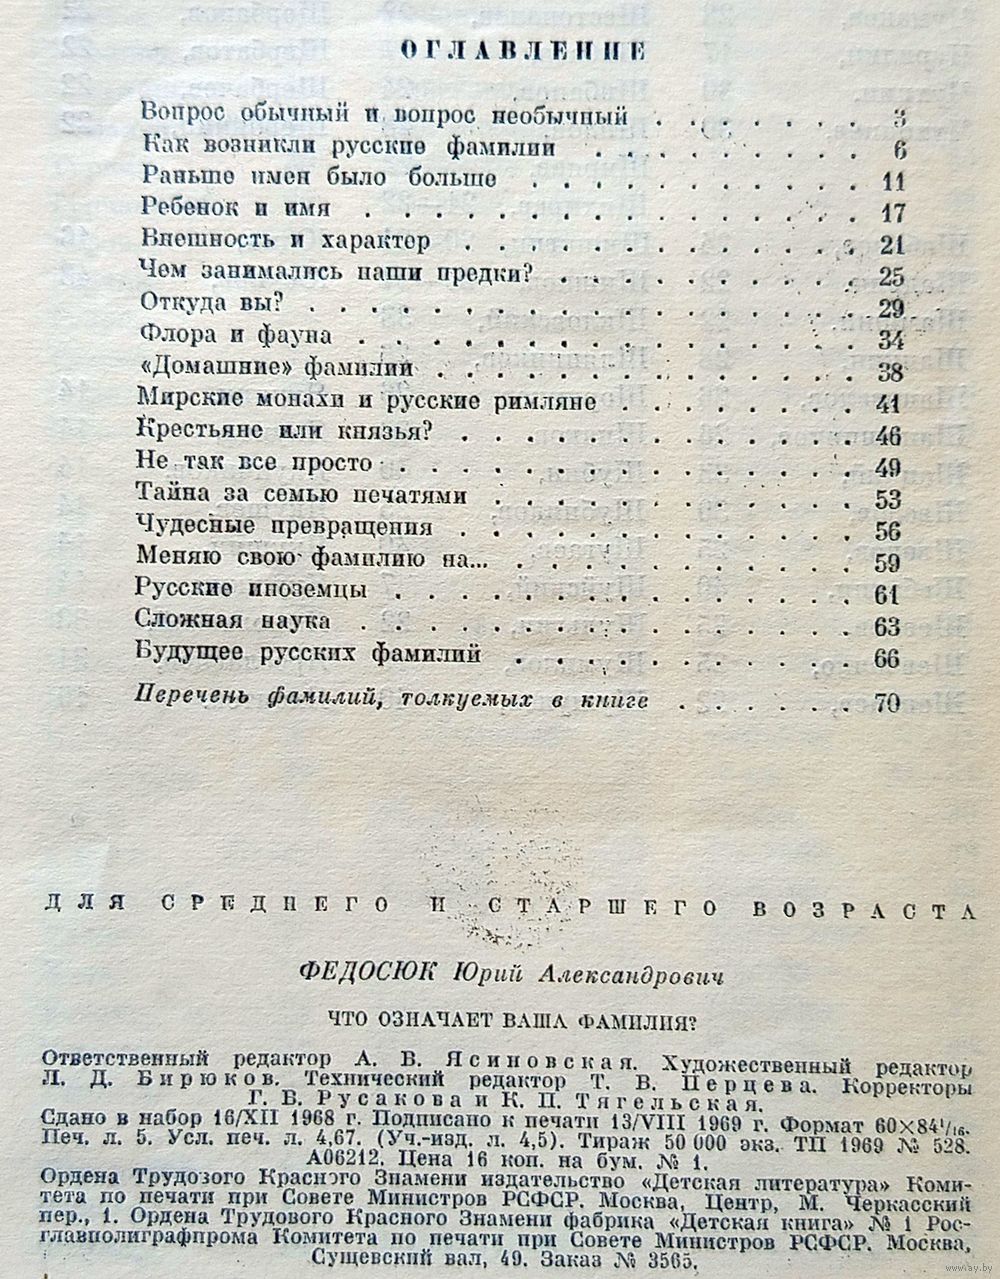 ОГЛАВЛЕНИЕ
Вопрос обычный и вопрос необычный . . . . . . . 3
Как возникли русские фамилии . . . . . . . . . 6
Раньше имен было больше . . . . . . . . . . . 11
Ребенок и имя . . . . . . . . . . . . . . . . 17
Внешность и характер . . . . . . . . . . . . . 21
Чем занимались наши предки? . . . . . . . . . . 25
Откуда вы? . . . . . . . . . . . . . . . . . 29
Флора и фауна . . . . . . . . . . . . . . . . 34
«Домашние» фамилии . . . . . . . . . . . . . . 38
Мирские монахи и русские римляне . . . . . . . . 41
Крестьяне или князья? . . . . . . . . . . . . . 46
Не так все просто . . . . . . . . . . . . . . . 49
Тайна за семью печатями . . . . . . . . . . . . 53
Чудесные превращения . . . . . . . . . . . . . 56
Меняю свою фамилию на... . . . . . . . . . . . . 59
Русские иноземцы . . . . . . . . . . . . . . . 61
Сложная наука . . . . . . . . . . . . . . . . 63
Будущее русских фамилий . . . . . . . . . . . . 66
Перечень фамилий, толкуемых в книге . . . . . . . 70
ДЛЯ СРЕДНЕГО И СТАРШЕГО ВОЗРАСТА
ФЕДОСЮК Юрий Александрович
ЧТО ОЗНАЧАЕТ ВАША ФАМИЛИЯ?
Ответственный редактор А. В. Ясиновская. Художественный редактор
Л. Д. Бирюков. Технический редактор Т. В. Перцева. Корректоры
Г. В. Русакова и К. П. Тягельская.
Сдано в набор 16/XII 1968 г. Подписано к печати 13/VIII 1969 г. Формат 60×84¹/₁₆.
Печ. л. 5. Усл. печ. л. 4,67. (Уч.-изд. л. 4,5). Тираж 50 000 экз. ТП 1969 № 528.
А06212. Цена 16 коп. на бум. № 1.
Ордена Трудового Красного Знамени издательство «Детская литература» Коми-
тета по печати при Совете Министров РСФСР. Москва, Центр, М. Черкасский
пер., 1. Ордена Трудового Красного Знамени фабрика «Детская книга» № 1 Рос-
главполиграфпрома Комитета по печати при Совете Министров РСФСР. Москва,
Сущевский вал, 49. Заказ № 3565.
www.ay.by